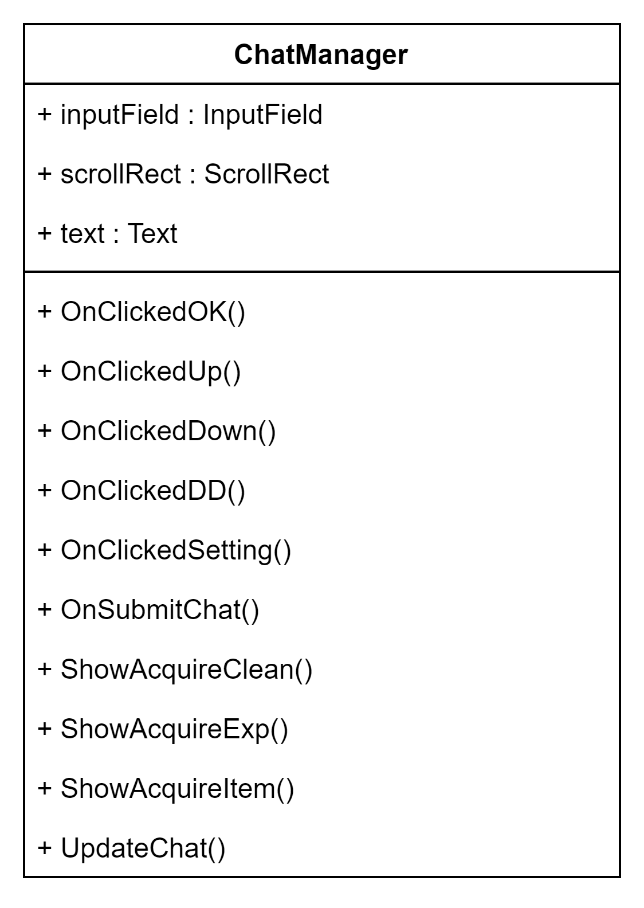 ChatManager
+ inputField : InputField
+ scrollRect : ScrollRect
+ text : Text
+ OnClickedOK()
+ OnClickedUp()
+ OnClickedDown()
+ OnClickedDD()
+ OnClickedSetting()
+ OnSubmitChat()
+ ShowAcquireClean()
+ ShowAcquireExp()
+ ShowAcquireItem()
+ UpdateChat()